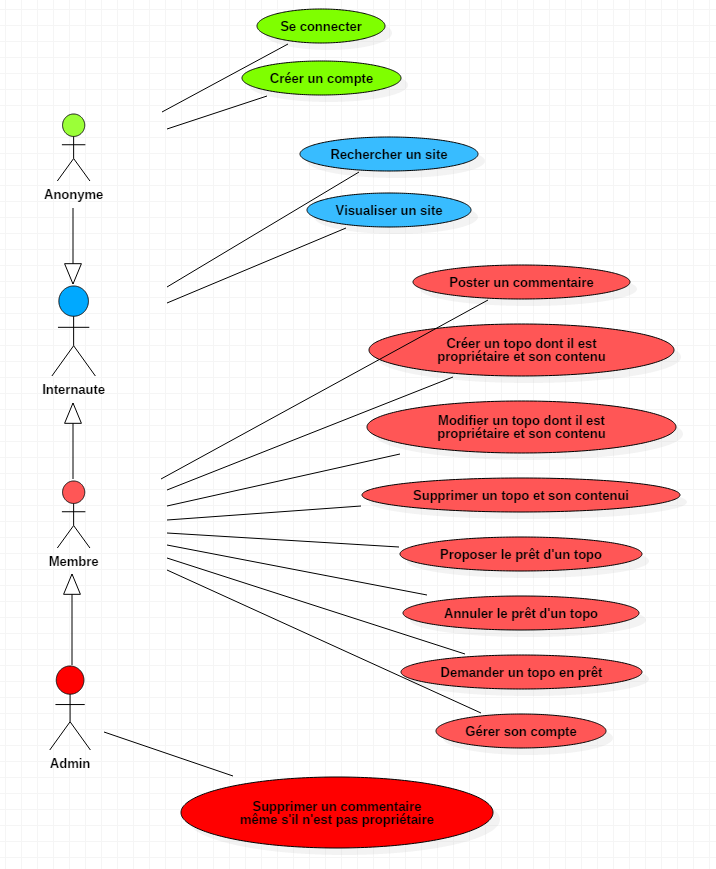 Se connecter
Créer un compte
Anonyme
Rechercher un site
Visualiser un site
Internaute
Poster un commentaire
Créer un topo dont il est
propriétaire et son contenu
Modifier un topo dont il est
propriétaire et son contenu
Supprimer un topo et son contenui
Membre
Proposer le prêt d'un topo
Annuler le prêt d'un topo
Demander un topo en prêt
Gérer son compte
Admin
Supprimer un commentaire
même s'il n'est pas propriétaire